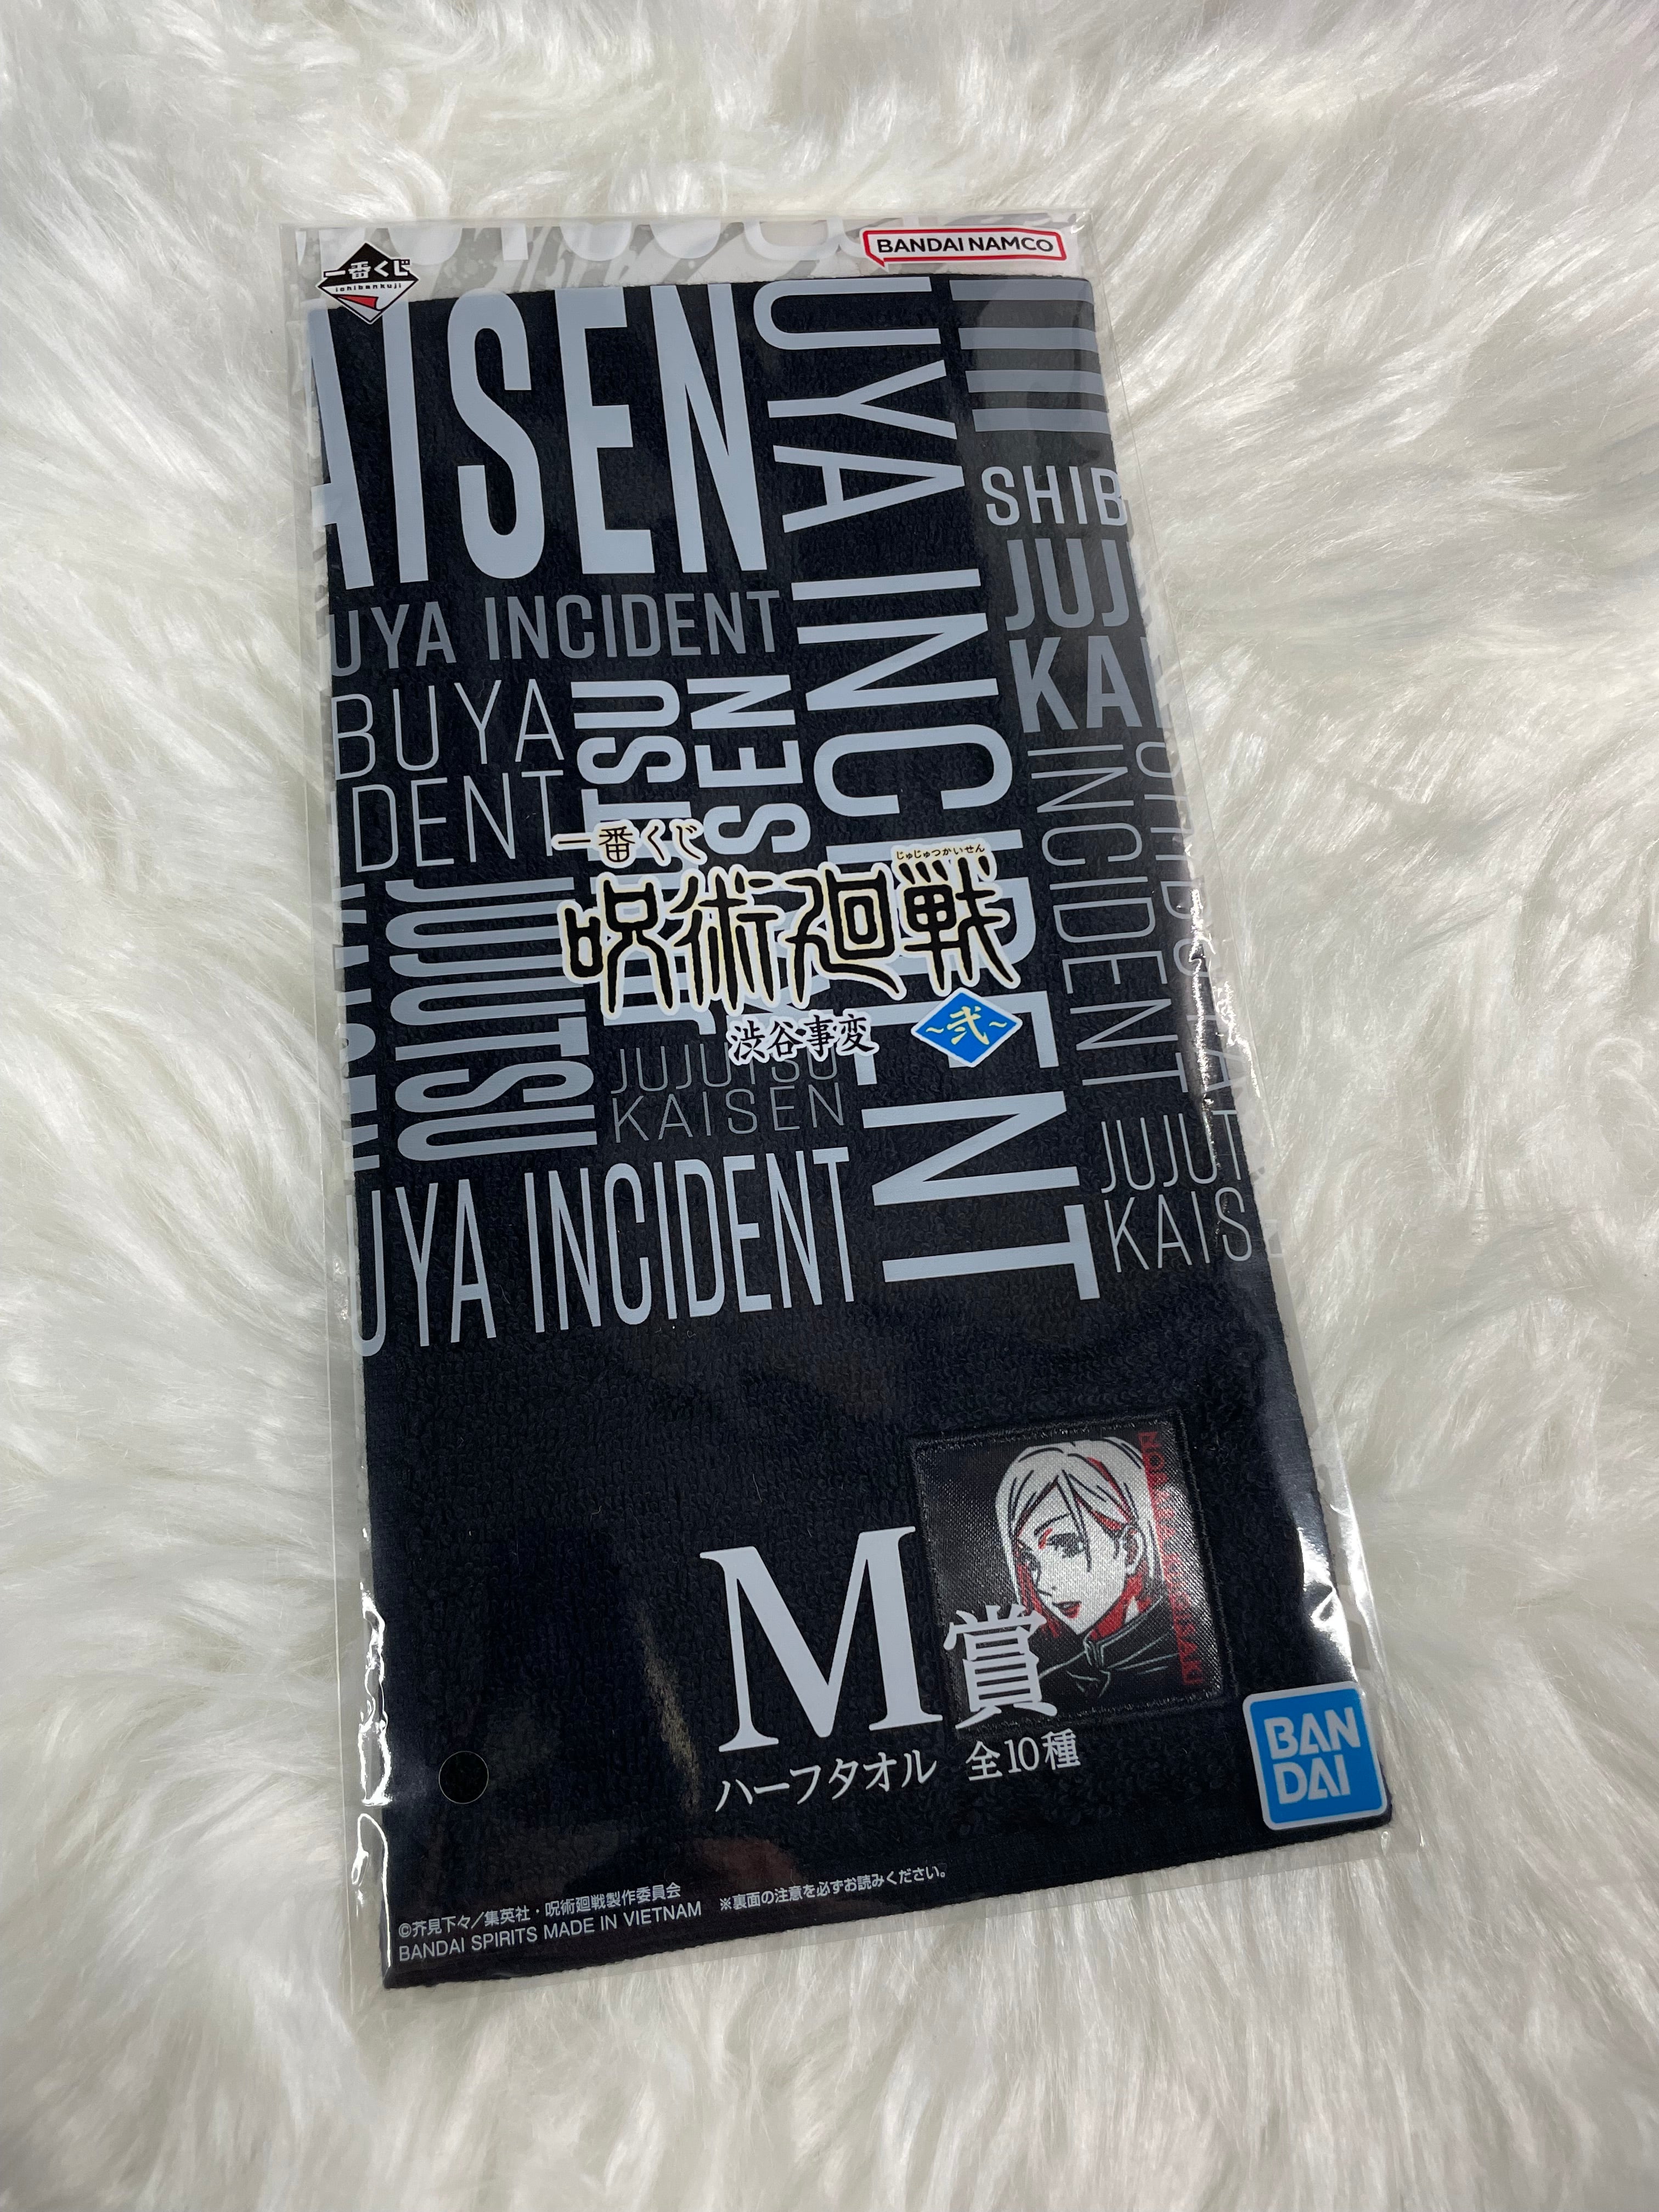 一番くじ
ichibankuji
BANDAI NAMCO
AISEN
UYA INCIDENT
SHIB
JUJ
KA
UYA INCIDENT
BUYA
DENT
INCIDENT
JUJUTSU
一番くじ
じゅじゅつかいせん
呪術廻戦
渋谷事変
~弐~
JUJUTSU
KAISEN
JUJUT
KAIS
UYA INCIDENT
M賞
ハーフタオル 全10種
BAN
DAI
※裏面の注意を必ずお読みください。
©芥見下々/集英社・呪術廻戦製作委員会
BANDAI SPIRITS MADE IN VIETNAM